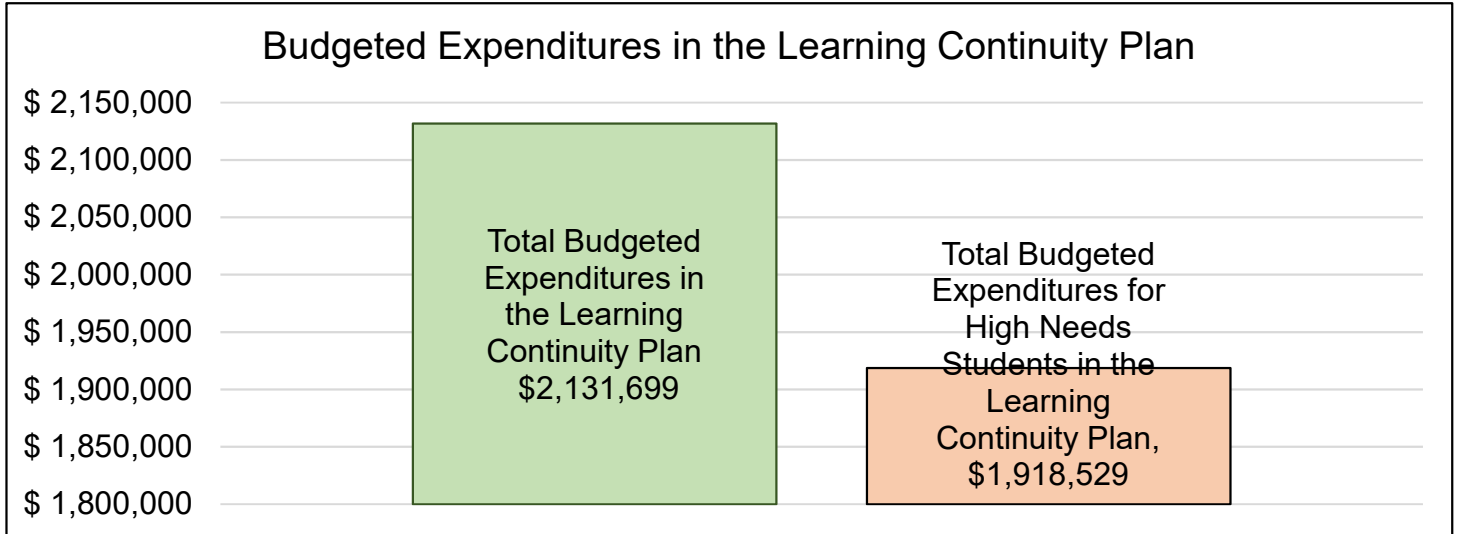 Budgeted Expenditures in the Learning Continuity Plan
$ 2,150,000
$ 2,100,000
$ 2,050,000
$ 2,000,000
$ 1,950,000
$ 1,900,000
$ 1,850,000
$ 1,800,000
Total Budgeted
Expenditures in
the Learning
Continuity Plan
$2,131,699
Total Budgeted
Expenditures for
High Needs
Students in the
Learning
Continuity Plan,
$1,918,529